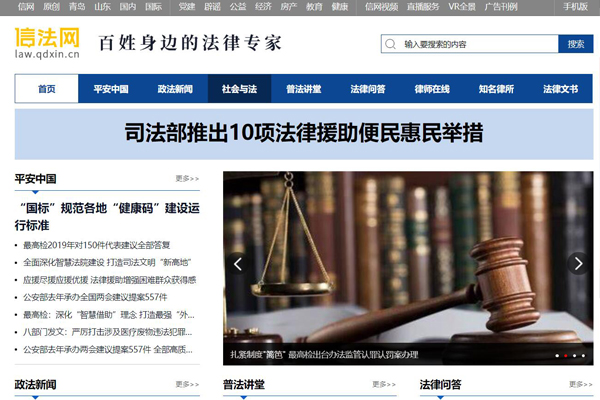 信网 原创 青岛 山东 国内 国际 党建 辟谣 公益 经济 房产 教育 健康 信网视频 直播服务 VR全景 广告刊例 手机版
信法网
law.qdxin.cn
百姓身边的法律专家
输入要搜索的内容
搜索
首页 平安中国 政法新闻 社会与法 普法讲堂 法律问答 律师在线 知名律所 法律文书
司法部推出10项法律援助便民惠民举措
平安中国 更多>>
“国标”规范各地“健康码”建设运
行标准
最高检2019年对150件代表建议全部答复
全面深化智慧法院建设 打造司法文明“新高地”
应援尽援应援优援 法律援助增强困难群众获得感
公安部去年承办全国两会建议提案557件
最高检：深化“智慧借助”理念 打造最强“外...
八部门发文：严厉打击涉及医疗废物违法犯罪...
公安部去年承办两会建议提案557件 全部高质...
扎紧制度“篱笆” 最高检出台办法监管认罪认罚案办理
政法新闻 更多>>
普法讲堂 更多>>
法律问答 更多>>